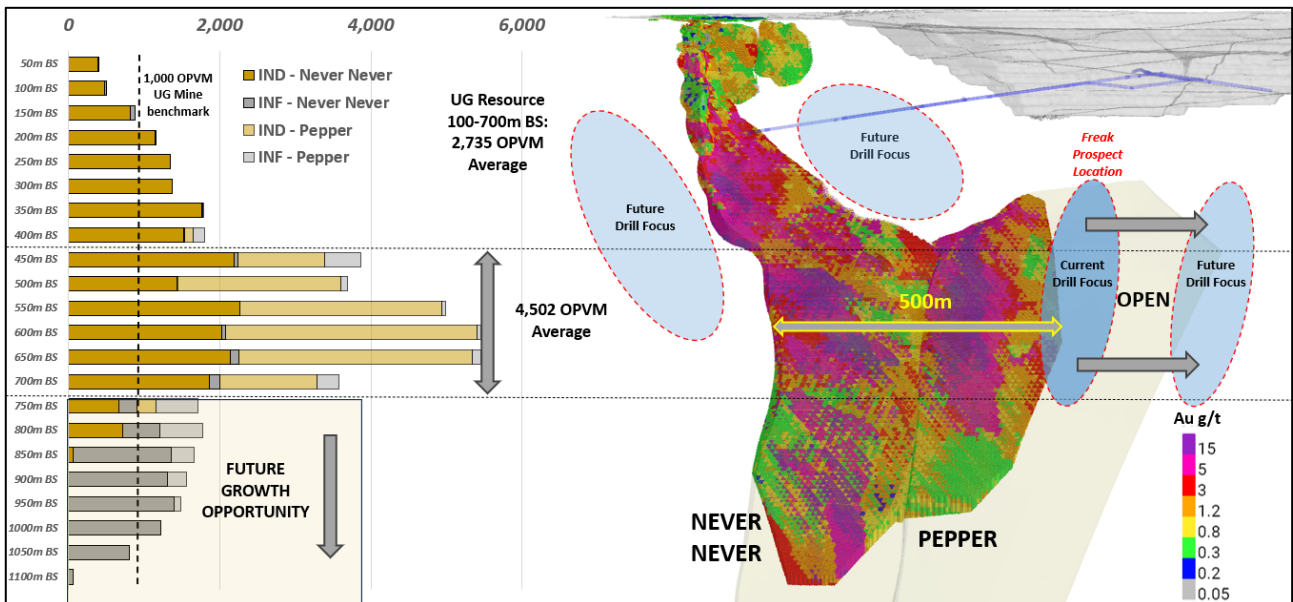 0
2,000
4,000
6,000
50m BS
100m BS
150m BS
200m BS
250m BS
300m BS
350m BS
400m BS
450m BS
500m BS
550m BS
600m BS
650m BS
700m BS
750m BS
800m BS
850m BS
900m BS
950m BS
1000m BS
1050m BS
1100m BS
1,000 OPVM
UG Mine
benchmark
IND - Never Never
INF - Never Never
IND - Pepper
INF - Pepper
UG Resource
100-700m BS:
2,735 OPVM
Average
4,502 OPVM
Average
FUTURE
GROWTH
OPPORTUNITY
Future
Drill Focus
Future
Drill Focus
Freak
Prospect
Location
500m
Current
Drill Focus
OPEN
Future
Drill Focus
NEVER
NEVER
PEPPER
Au g/t
15
5
3
1.2
0.8
0.3
0.2
0.05